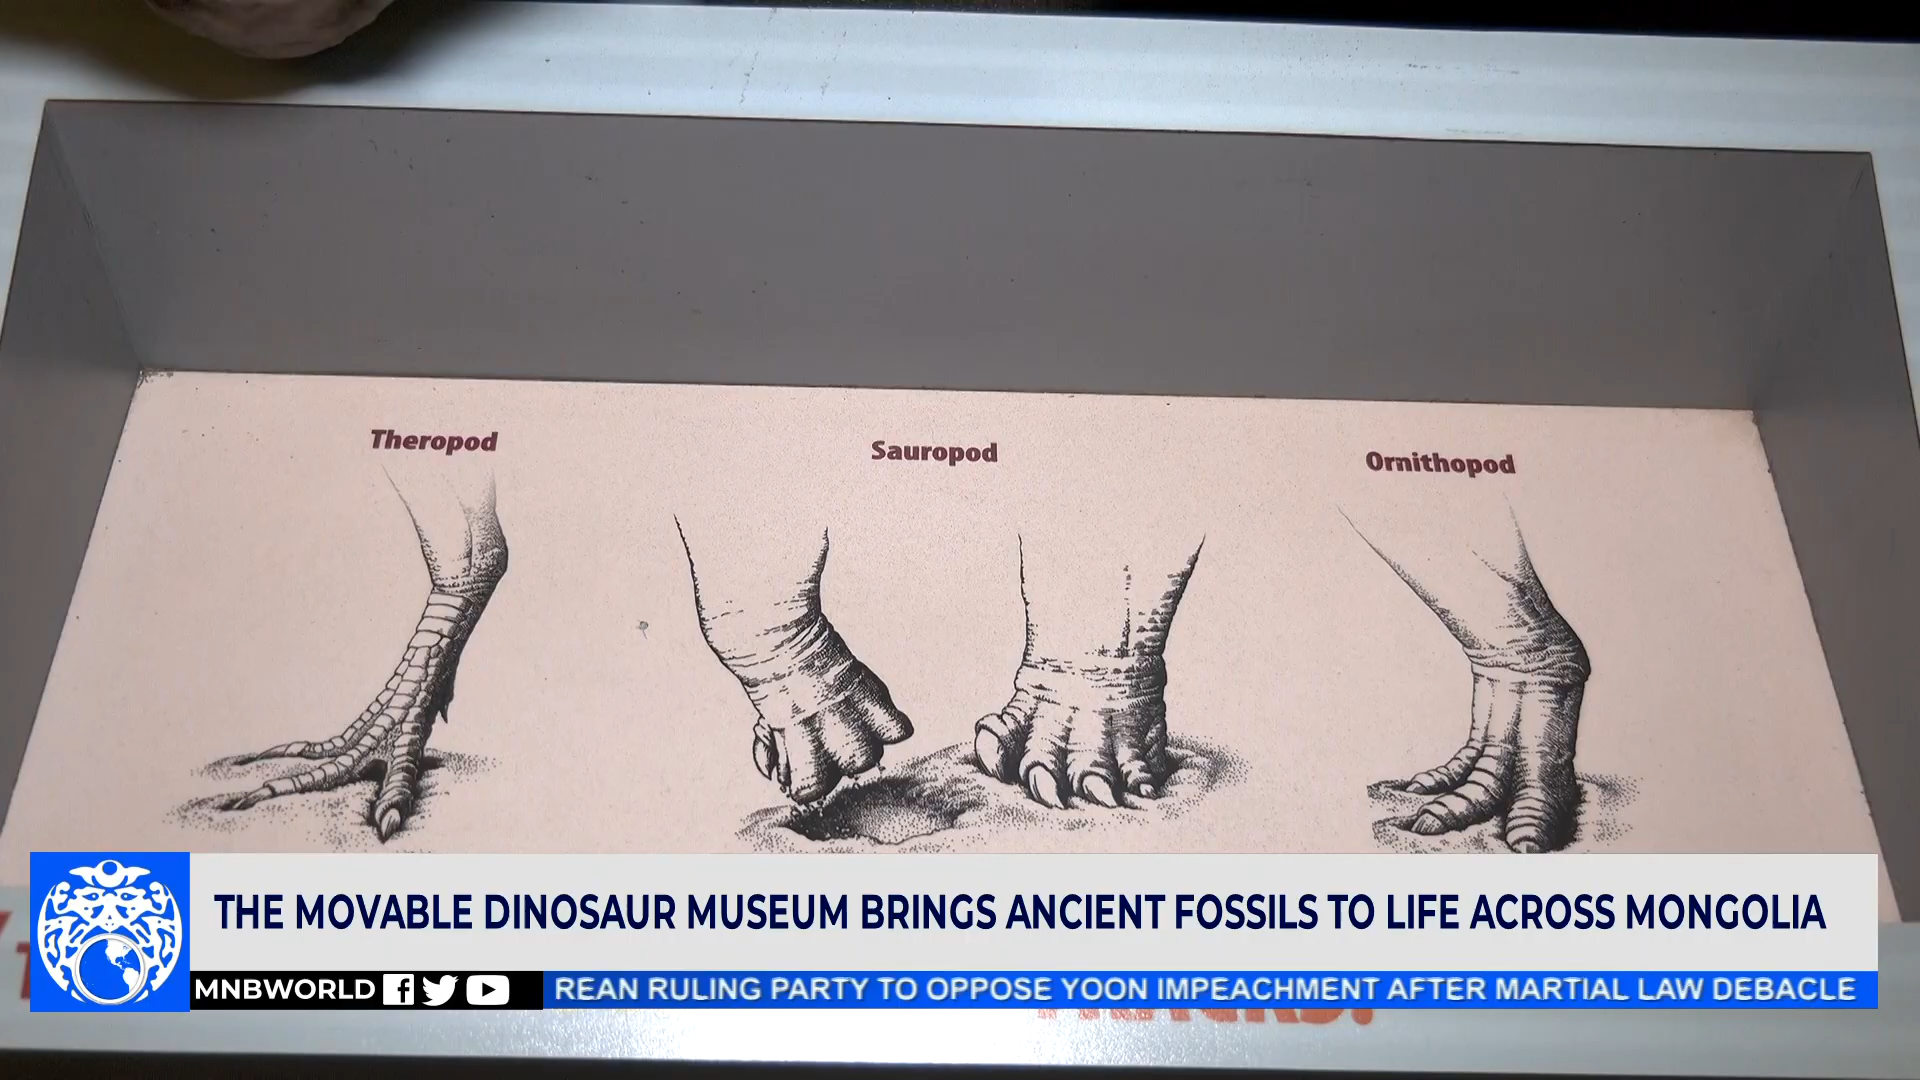 Theropod
Sauropod
Ornithopod
THE MOVABLE DINOSAUR MUSEUM BRINGS ANCIENT FOSSILS TO LIFE ACROSS MONGOLIA
MNBWORLD
REAN RULING PARTY TO OPPOSE YOON IMPEACHMENT AFTER MARTIAL LAW DEBACLE